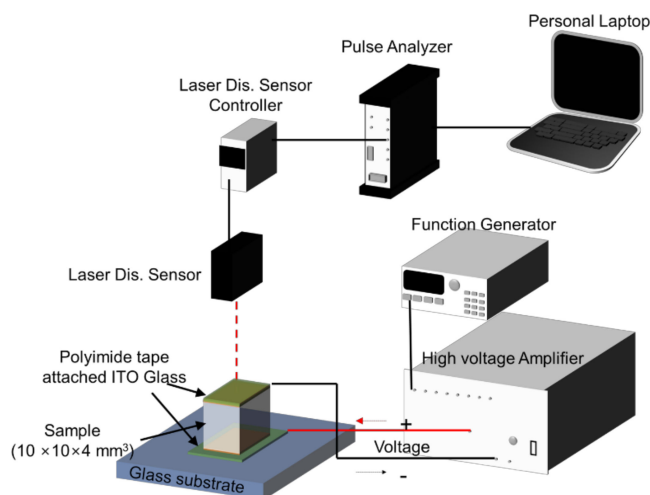 Personal Laptop
Pulse Analyzer
Laser Dis. Sensor
Controller
Function Generator
Laser Dis. Sensor
High voltage Amplifier
Polyimide tape
attached ITO Glass
Sample
(10 ×10×4 mm³)
+
Voltage
-
Glass substrate